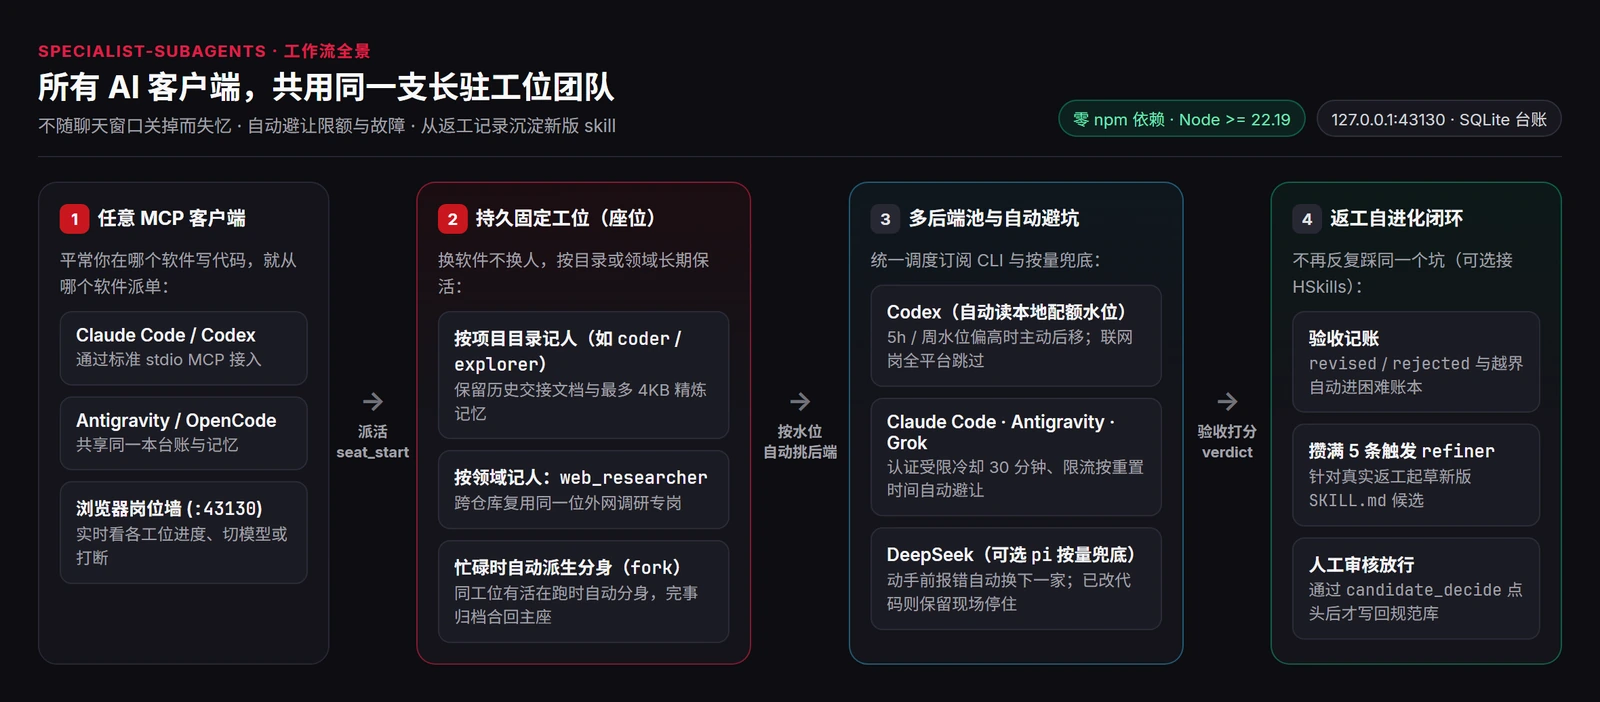 SPECIALIST-SUBAGENTS · 工作流全景
所有 AI 客户端，共用同一支长驻工位团队
不随聊天窗口关掉而失忆 · 自动避让限额与故障 · 从返工记录沉淀新版 skill
零 npm 依赖 · Node >= 22.19
127.0.0.1:43130 · SQLite 台账
1 任意 MCP 客户端
平常你在哪个软件写代码，就从
哪个软件派单：
Claude Code / Codex
通过标准 stdio MCP 接入
Antigravity / OpenCode
共享同一本台账与记忆
浏览器岗位墙 (:43130)
实时看各工位进度、切模型或
打断
→
派活
seat_start
2 持久固定工位（座位）
换软件不换人，按目录或领域长期保
活：
按项目目录记人（如 coder /
explorer）
保留历史交接文档与最多 4KB 精炼
记忆
按领域记人：web_researcher
跨仓库复用同一位外网调研专岗
忙碌时自动派生分身（fork）
同工位有活在跑时自动分身，完事
归档合回主座
→
按水位
自动挑后端
3 多后端池与自动避坑
统一调度订阅 CLI 与按量兜底：
Codex（自动读本地配额水位）
5h / 周水位偏高时主动后移；联网
岗全平台跳过
Claude Code · Antigravity ·
Grok
认证受限冷却 30 分钟、限流按重置
时间自动避让
DeepSeek（可选 pi 按量兜底）
动手前报错自动换下一家；已改代
码则保留现场停住
→
验收打分
verdict
4 返工自进化闭环
不再反复踩同一个坑（可选接
HSkills）：
验收记账
revised / rejected 与越界
自动进困难账本
攒满 5 条触发 refiner
针对真实返工起草新版
SKILL.md 候选
人工审核放行
通过 candidate_decide 点
头后才写回规范库